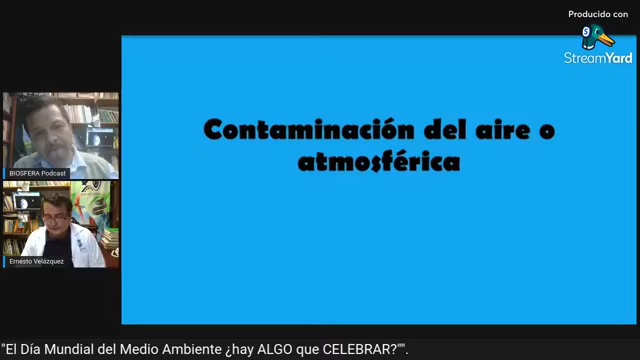 Producido con
StreamYard
Contaminación del aire o
atmosférica
BIOSFERA Podcast
Ernesto Velázquez
"El Día Mundial del Medio Ambiente ¿hay ALGO que CELEBRAR?"".